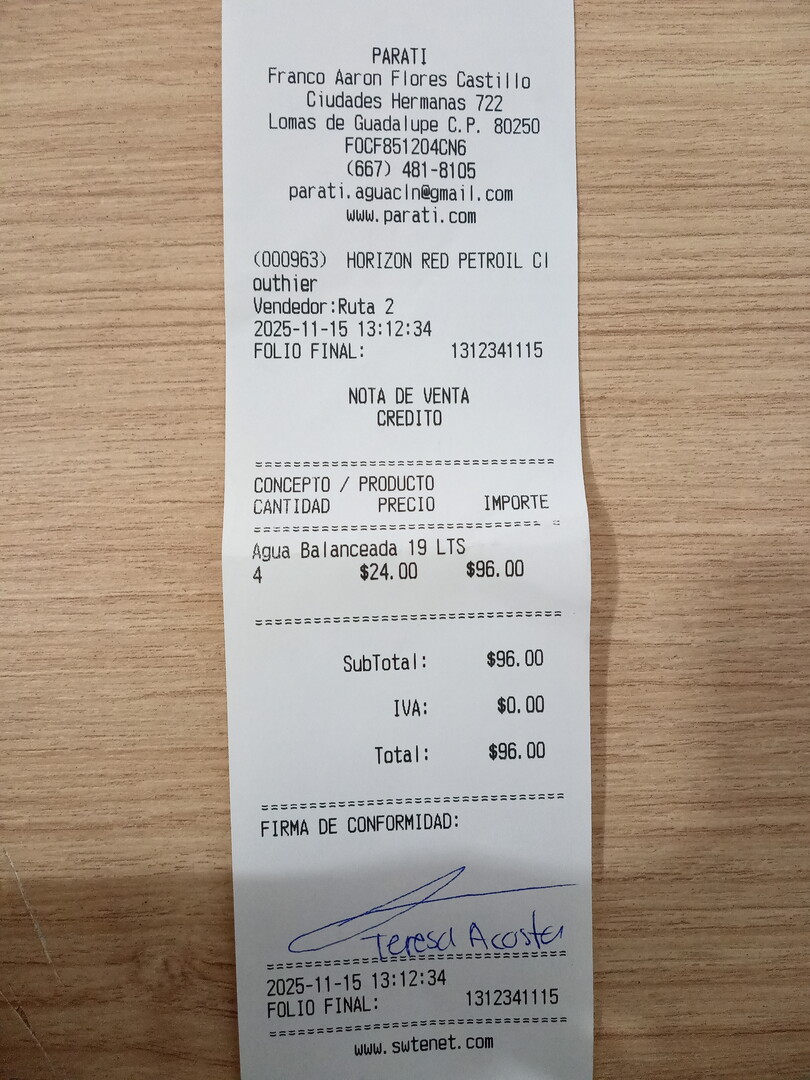 PARATI
Franco Aaron Flores Castillo
Ciudades Hermanas 722
Lomas de Guadalupe C.P. 80250
FOCF851204CN6
(667) 481-8105
parati.aguacln@gmail.com
www.parati.com
(000963) HORIZON RED PETROIL Cl
outhier
Vendedor:Ruta 2
2025-11-15 13:12:34
FOLIO FINAL: 1312341115
NOTA DE VENTA
CREDITO
CONCEPTO / PRODUCTO
CANTIDAD PRECIO IMPORTE
Agua Balanceada 19 LTS
4 $24.00 $96.00
SubTotal: $96.00
IVA: $0.00
Total: $96.00
FIRMA DE CONFORMIDAD:
Teresa Acosta
2025-11-15 13:12:34
FOLIO FINAL: 1312341115
www.swtenet.com